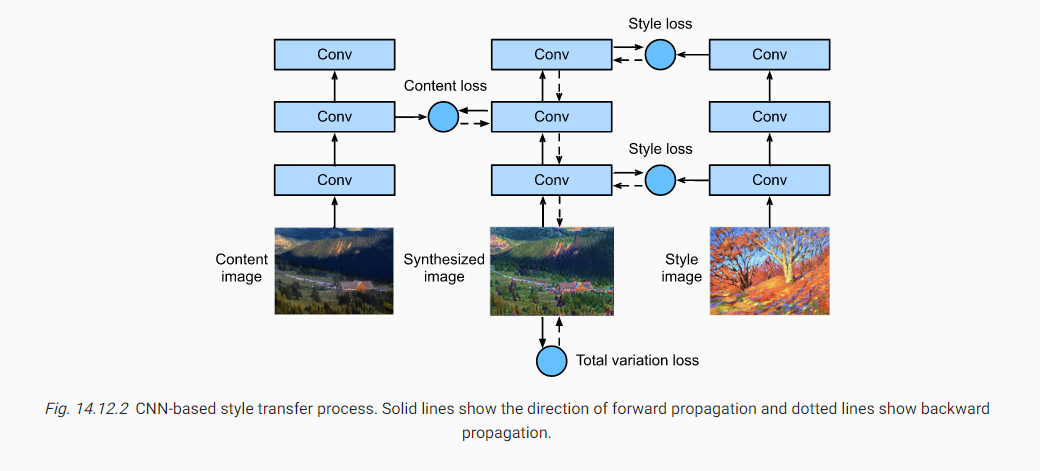 Style loss
Conv
Conv
Conv
Content loss
Conv
Conv
Conv
Style loss
Conv
Conv
Conv
Content
image
Synthesized
image
Style
image
Total variation loss
Fig. 14.12.2 CNN-based style transfer process. Solid lines show the direction of forward propagation and dotted lines show backward
propagation.